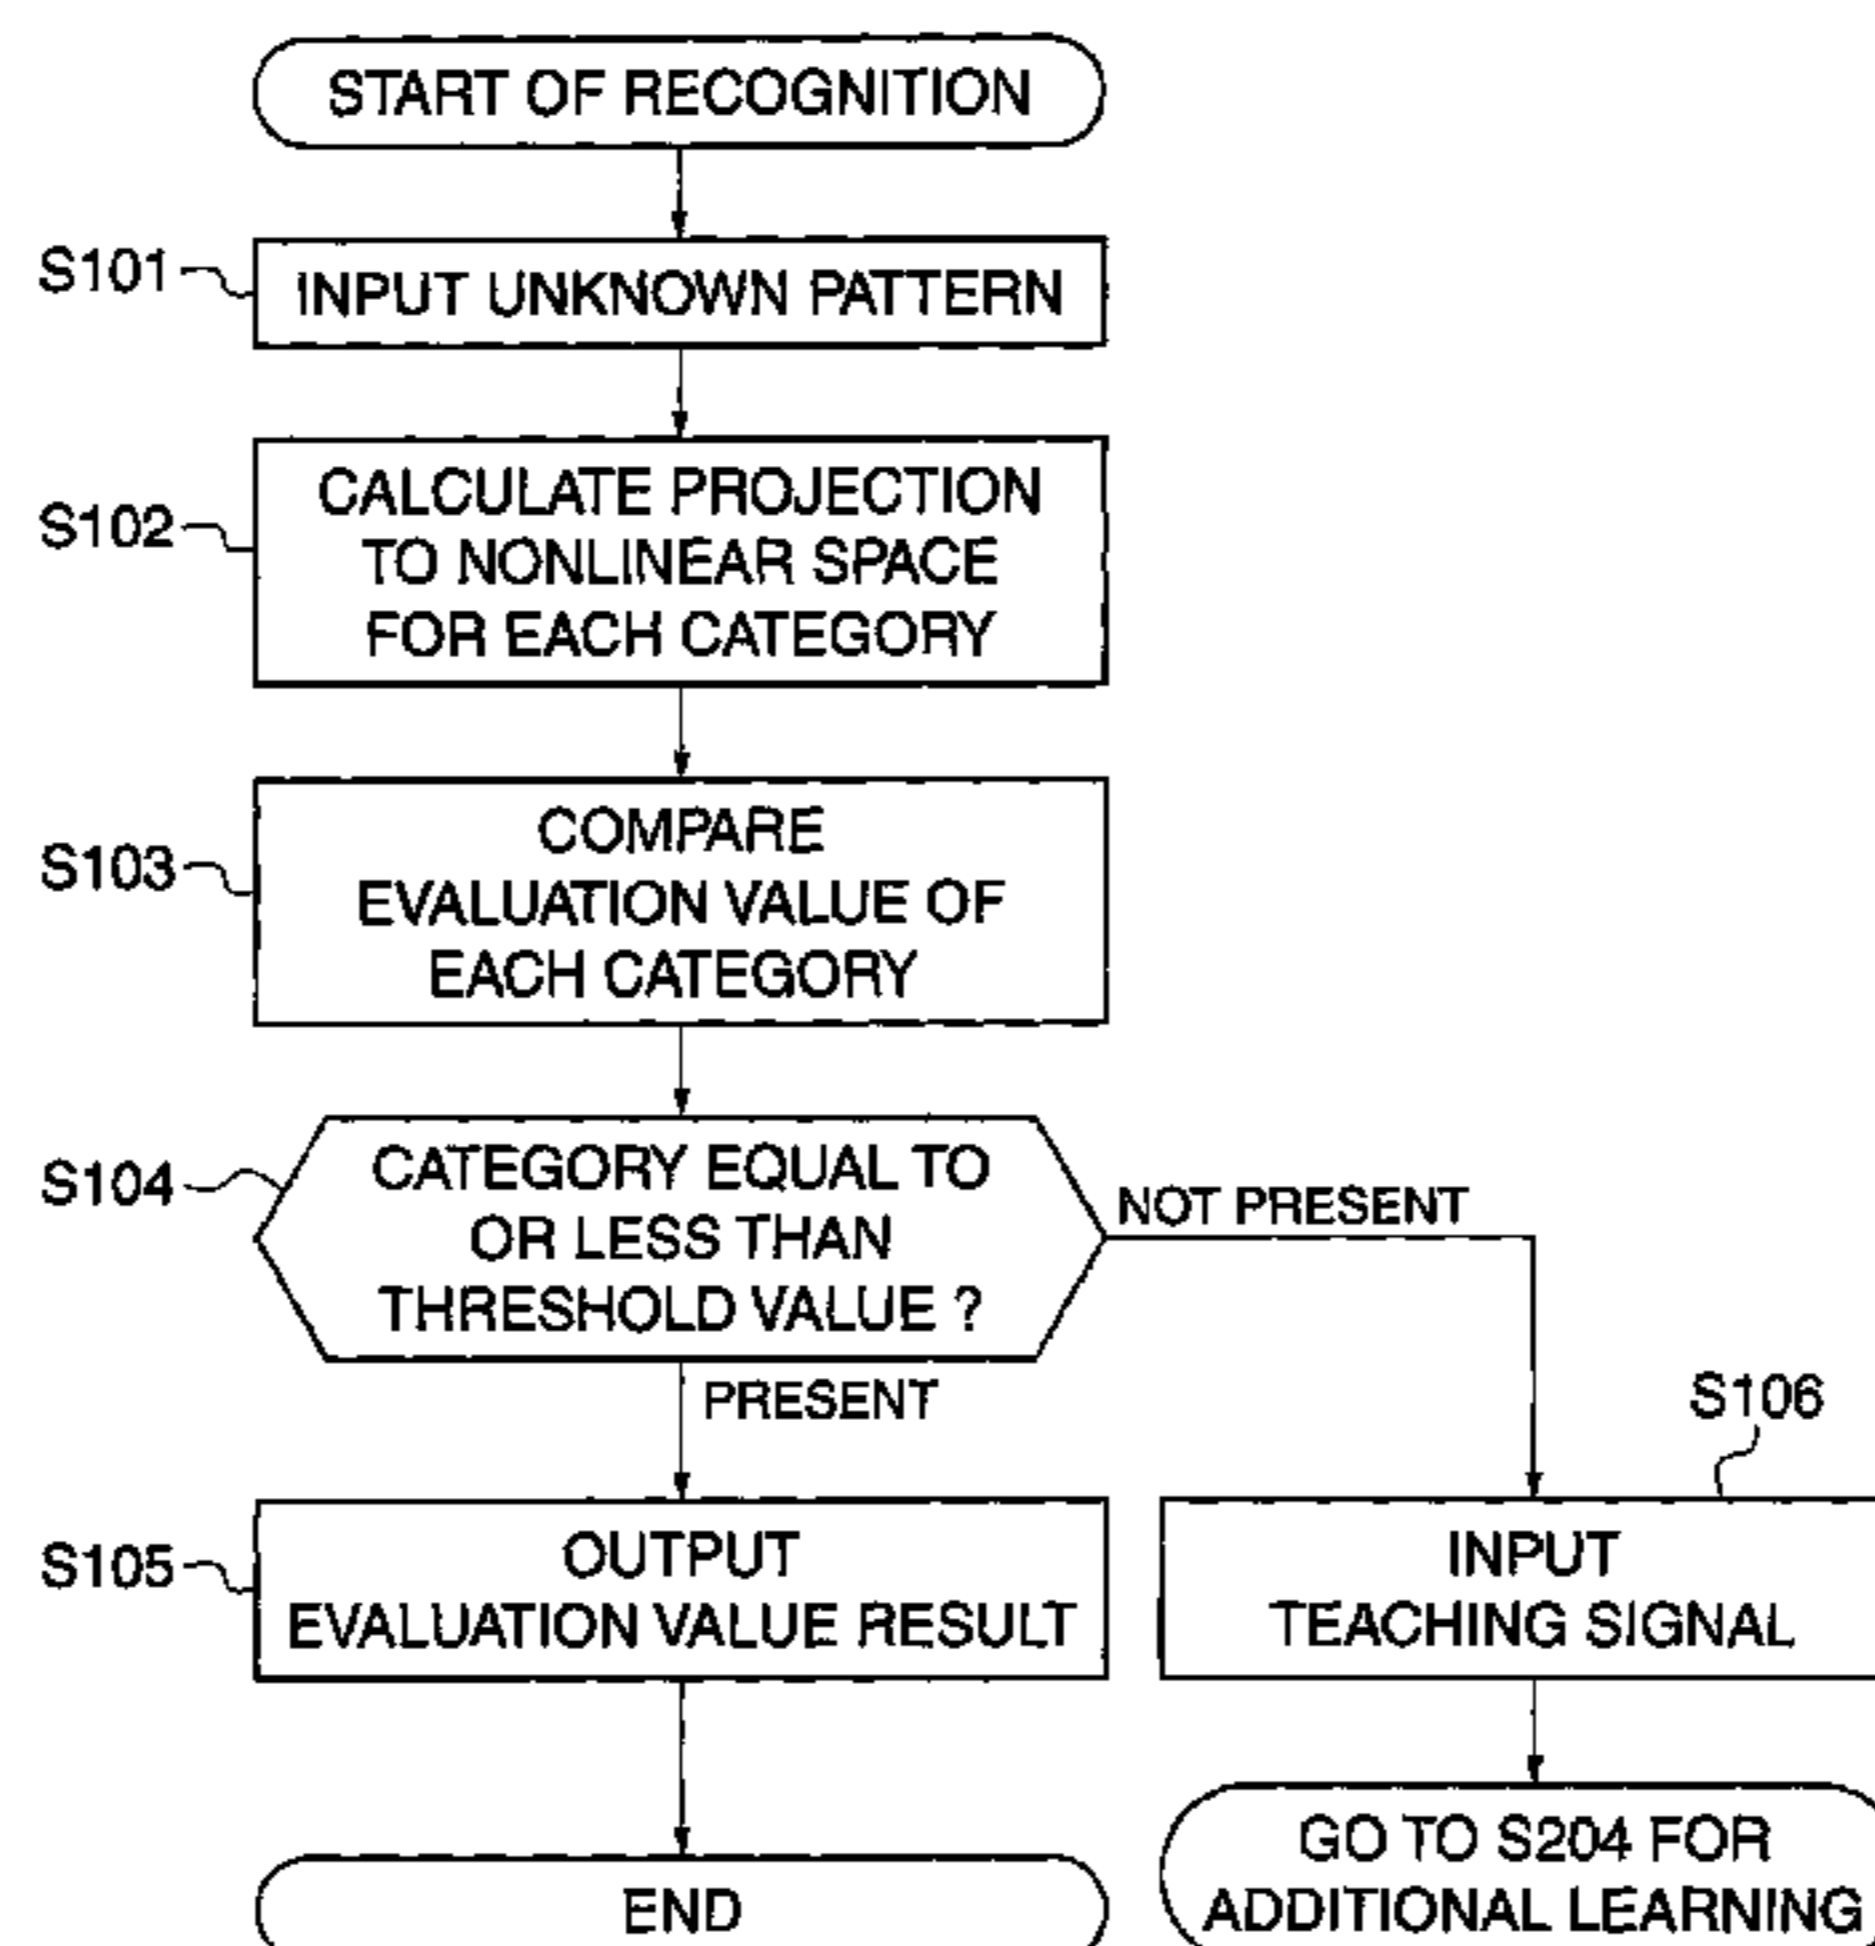 START OF RECOGNITION
S101
INPUT UNKNOWN PATTERN
S102
CALCULATE PROJECTION
TO NONLINEAR SPACE
FOR EACH CATEGORY
S103
COMPARE
EVALUATION VALUE OF
EACH CATEGORY
S104
CATEGORY EQUAL TO
OR LESS THAN
THRESHOLD VALUE ?
NOT PRESENT
PRESENT
S105
OUTPUT
EVALUATION VALUE RESULT
S106
INPUT
TEACHING SIGNAL
END
GO TO S204 FOR
ADDITIONAL LEARNING